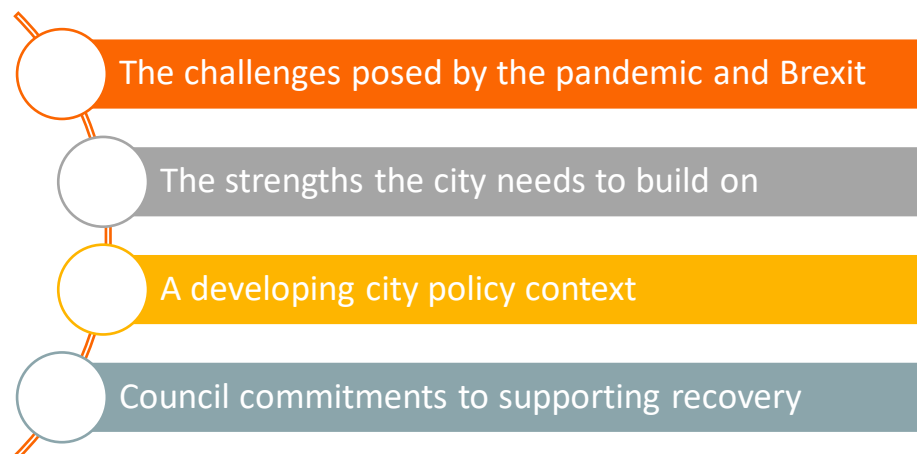 The challenges posed by the pandemic and Brexit
The strengths the city needs to build on
A developing city policy context
Council commitments to supporting recovery